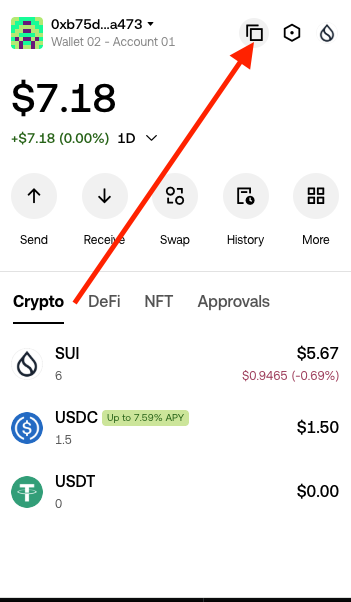 0xb75d...a473
Wallet 02 - Account 01
$7.18
+$7.18 (0.00%) 1D
Send Receive Swap History More
Crypto DeFi NFT Approvals
SUI $5.67
6 $0.9465 (-0.69%)
USDC Up to 7.59% APY $1.50
1.5
USDT $0.00
0